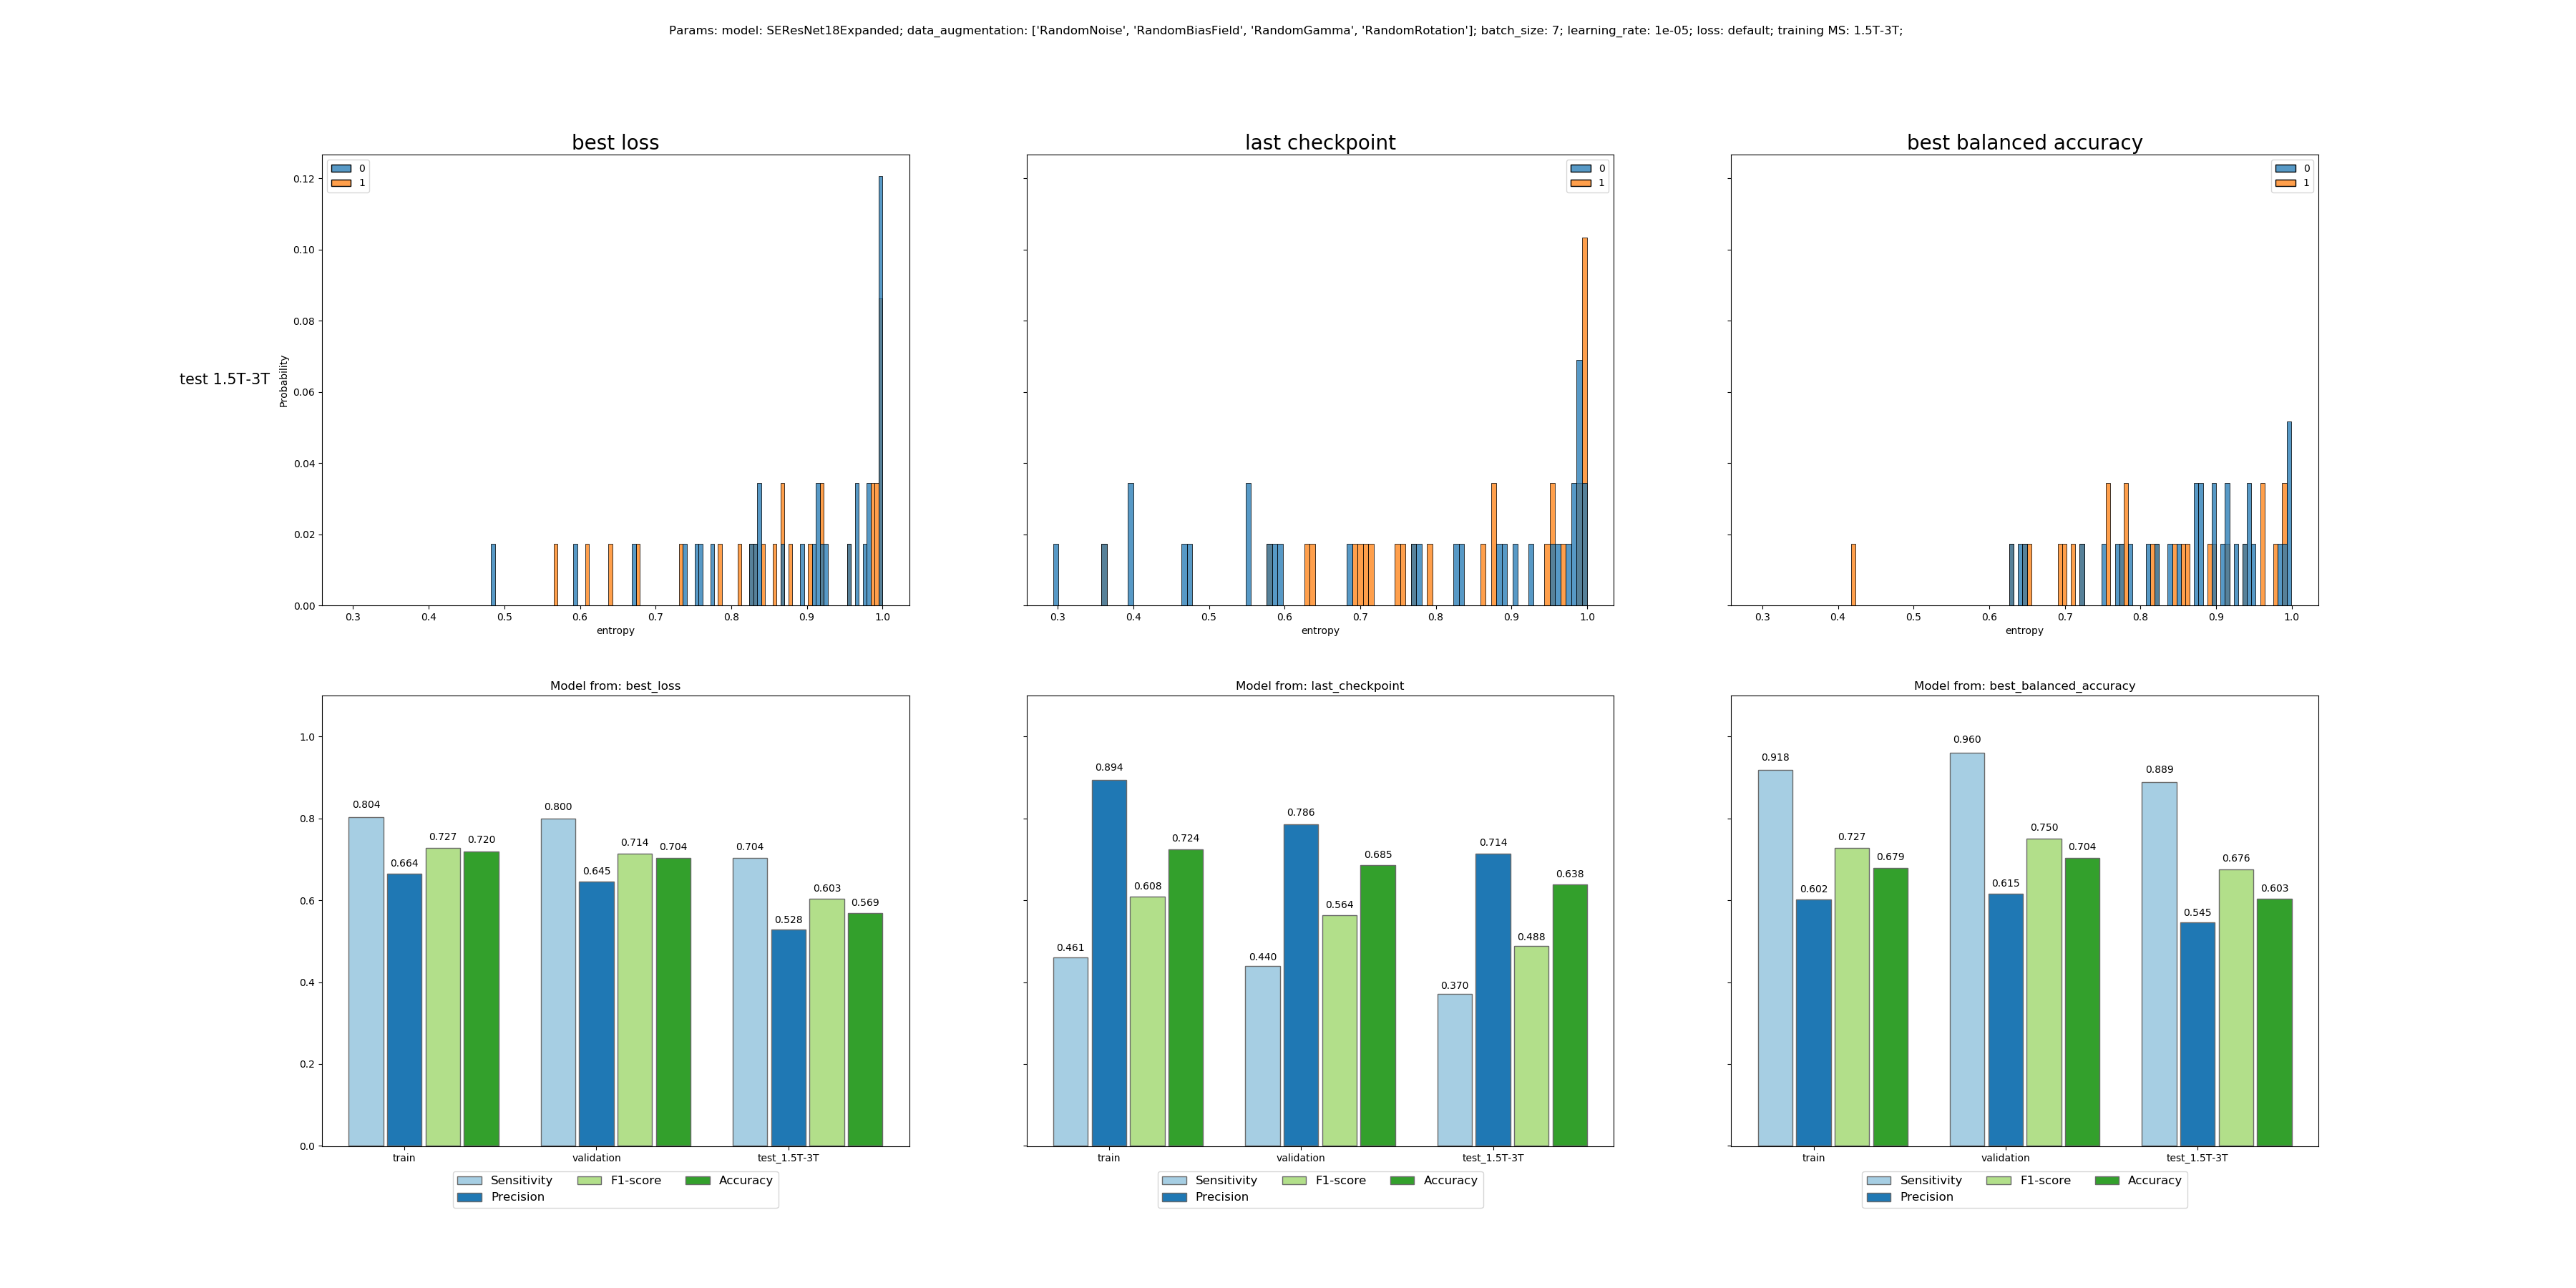 Params: model: SEResNet18Expanded; data_augmentation: ['RandomNoise', 'RandomBiasField', 'RandomGamma', 'RandomRotation']; batch_size: 7; learning_rate: 1e-05; loss: default; training MS: 1.5T-3T;
best loss
0
1
0.12
0.10
0.08
0.06
0.04
0.02
0.00
test 1.5T-3T
Probability
0.3 0.4 0.5 0.6 0.7 0.8 0.9 1.0
entropy
last checkpoint
0
1
0.3 0.4 0.5 0.6 0.7 0.8 0.9 1.0
entropy
best balanced accuracy
0
1
0.3 0.4 0.5 0.6 0.7 0.8 0.9 1.0
entropy
Model from: best_loss
1.0
0.8
0.6
0.4
0.2
0.0
0.804 0.664 0.727 0.720
0.800 0.645 0.714 0.704
0.704 0.528 0.603 0.569
train validation test_1.5T-3T
Sensitivity F1-score Accuracy
Precision
Model from: last_checkpoint
0.461 0.894 0.608 0.724
0.440 0.786 0.564 0.685
0.370 0.714 0.488 0.638
train validation test_1.5T-3T
Sensitivity F1-score Accuracy
Precision
Model from: best_balanced_accuracy
0.918 0.602 0.727 0.679
0.960 0.615 0.750 0.704
0.889 0.545 0.676 0.603
train validation test_1.5T-3T
Sensitivity F1-score Accuracy
Precision